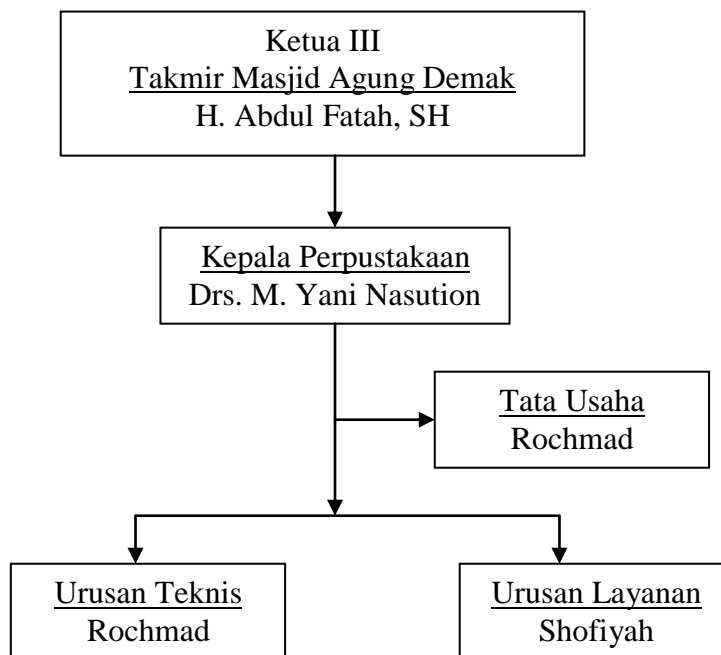 Ketua III
Takmir Masjid Agung Demak
H. Abdul Fatah, SH
Kepala Perpustakaan
Drs. M. Yani Nasution
Tata Usaha
Rochmad
Urusan Teknis
Rochmad
Urusan Layanan
Shofiyah